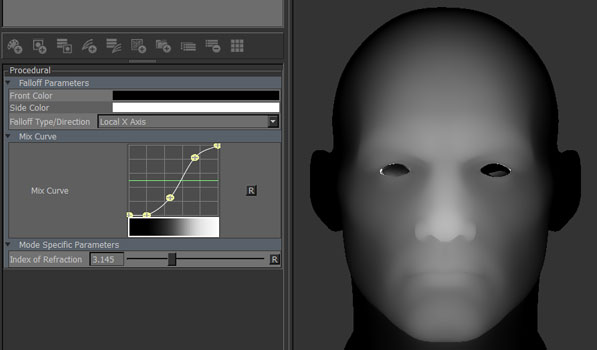 Procedural
Falloff Parameters
Front Color
Side Color
Falloff Type/Direction Local X Axis
Mix Curve
Mix Curve R
Mode Specific Parameters
Index of Refraction 3.145 R